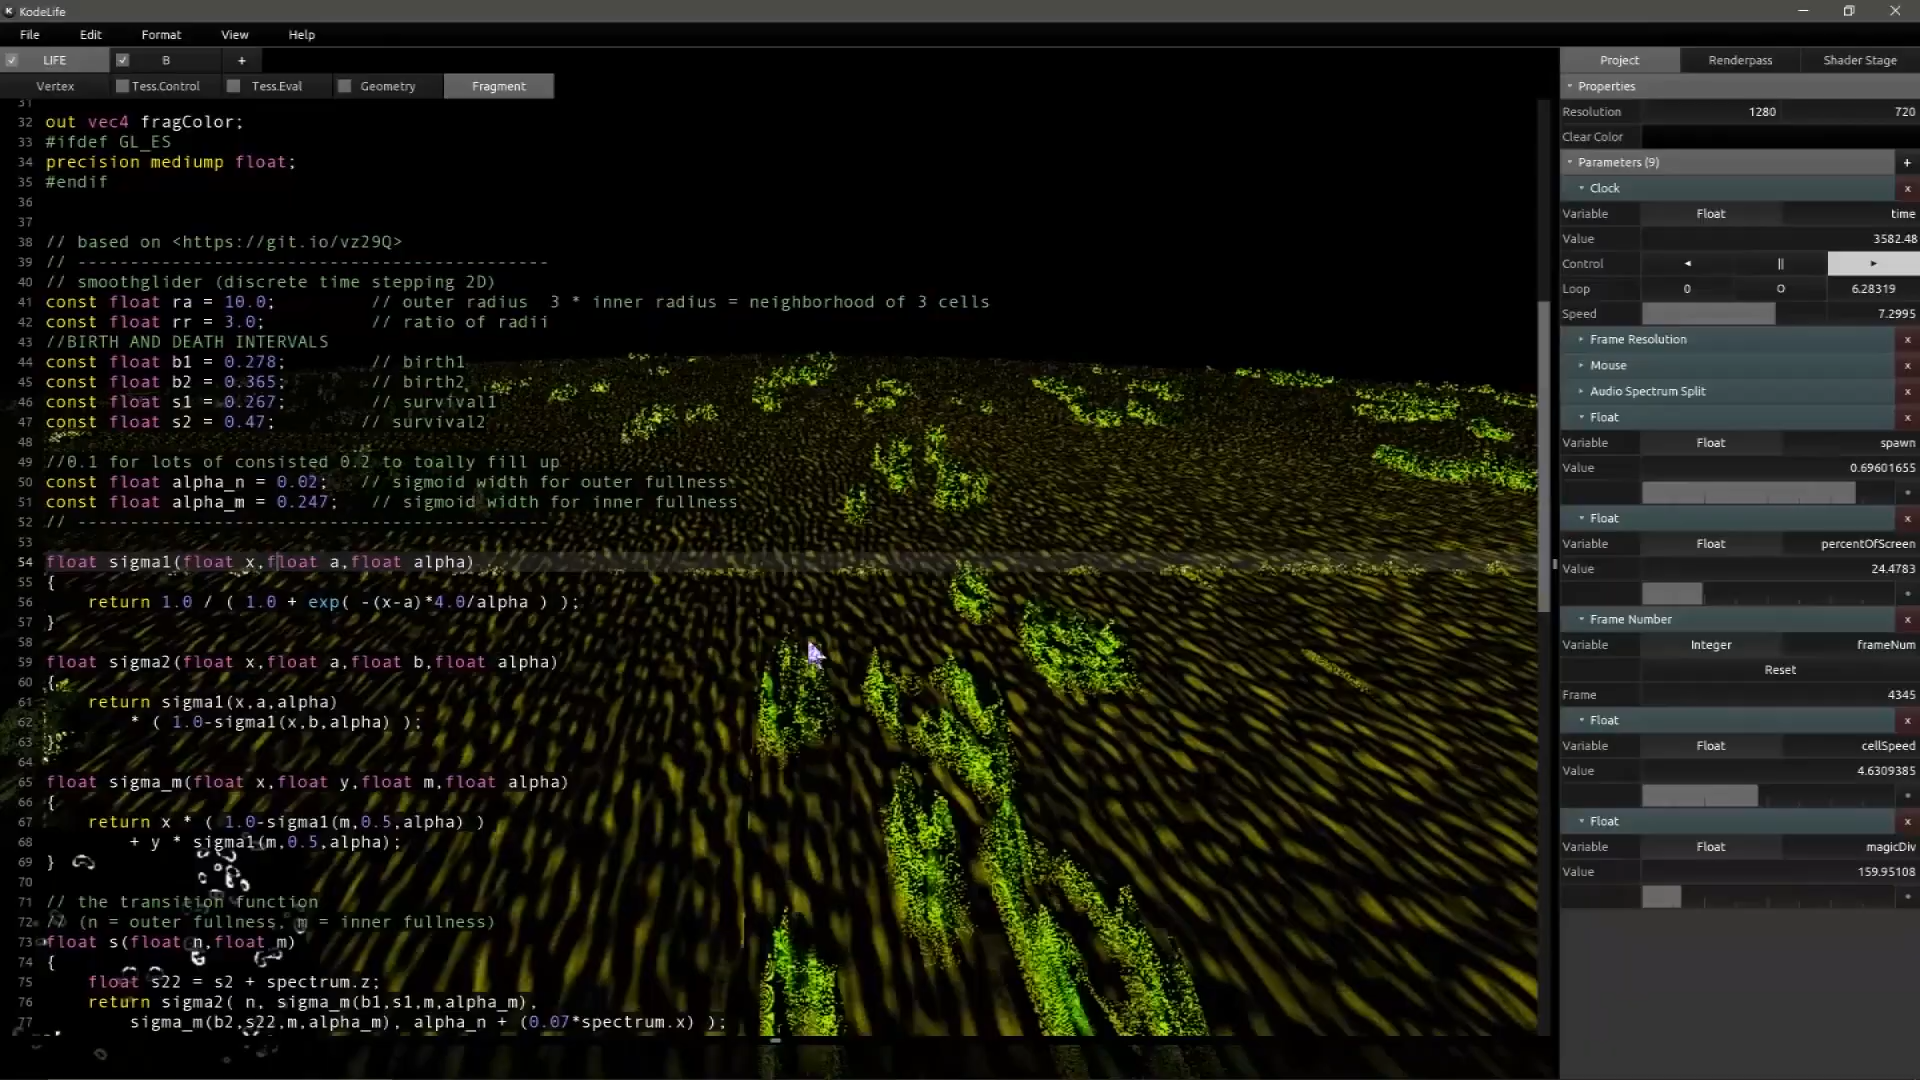 KodeLife
File Edit Format View Help
LIFE B +
Vertex Tess.Control Tess.Eval Geometry Fragment
31
32 out vec4 fragColor;
33 #ifdef GL_ES
34 precision mediump float;
35 #endif
36
37
38 // based on <https://git.io/vz29Q>
39 // ---------------------------------------------
40 // smoothglider (discrete time stepping 2D)
41 const float ra = 10.0; // outer radius 3 * inner radius = neighborhood of 3 cells
42 const float rr = 3.0; // ratio of radii
43 //BIRTH AND DEATH INTERVALS
44 const float b1 = 0.278; // birth1
45 const float b2 = 0.365; // birth2
46 const float s1 = 0.267; // survival1
47 const float s2 = 0.47; // survival2
48
49 //0.1 for lots of consisted 0.2 to toally fill up
50 const float alpha_n = 0.02; // sigmoid width for outer fullness
51 const float alpha_m = 0.247; // sigmoid width for inner fullness
52 // ---------------------------------------------
53
54 float sigma1(float x,float a,float alpha)
55 {
56 return 1.0 / ( 1.0 + exp( -(x-a)*4.0/alpha ) );
57 }
58
59 float sigma2(float x,float a,float b,float alpha)
60 {
61 return sigma1(x,a,alpha)
62 * ( 1.0-sigma1(x,b,alpha) );
63 }
64
65 float sigma_m(float x,float y,float m,float alpha)
66 {
67 return x * ( 1.0-sigma1(m,0.5,alpha) )
68 + y * sigma1(m,0.5,alpha);
69 }
70
71 // the transition function
72 // (n = outer fullness, m = inner fullness)
73 float s(float n,float m)
74 {
75 float s22 = s2 + spectrum.z;
76 return sigma2( n, sigma_m(b1,s1,m,alpha_m),
77 sigma_m(b2,s22,m,alpha_m), alpha_n + (0.07*spectrum.x) );
Project Renderpass Shader Stage
Properties
Resolution 1280 720
Clear Color
Parameters (9) +
Clock x
Variable Float time
Value 3582.48
Control
Loop 0 O 6.28319
Speed 7.2995
Frame Resolution x
Mouse x
Audio Spectrum Split x
Float x
Variable Float spawn
Value 0.69601655
Float x
Variable Float percentOfScreen
Value 24.4783
Frame Number x
Variable Integer frameNum
Reset
Frame 4345
Float x
Variable Float cellSpeed
Value 4.6309385
Float x
Variable Float magicDiv
Value 159.95108